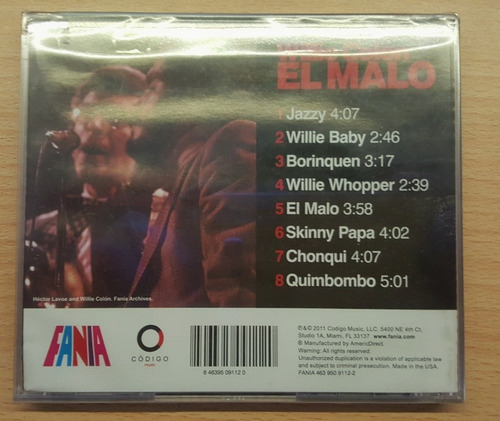 EL MALO
1 Jazzy 4:07
2 Willie Baby 2:46
3 Borinquen 3:17
4 Willie Whopper 2:39
5 El Malo 3:58
6 Skinny Papa 4:02
7 Chonqui 4:07
8 Quimbombo 5:01
Héctor Lavoe and Willie Colón. Fania Archives.
FANIA
CÓDIGO
MUSIC
8 46395 09112 0
℗ & © 2011 Codigo Music, LLC. 5400 NE 4th Ct,
Studio 1A, Miami, FL 33137 www.fania.com
® Manufactured by AmericDirect.
Warning: All rights reserved.
Unauthorized duplication is a violation of applicable law
and subject to criminal presecution. Made in the USA.
FANIA 463 950 9112-2